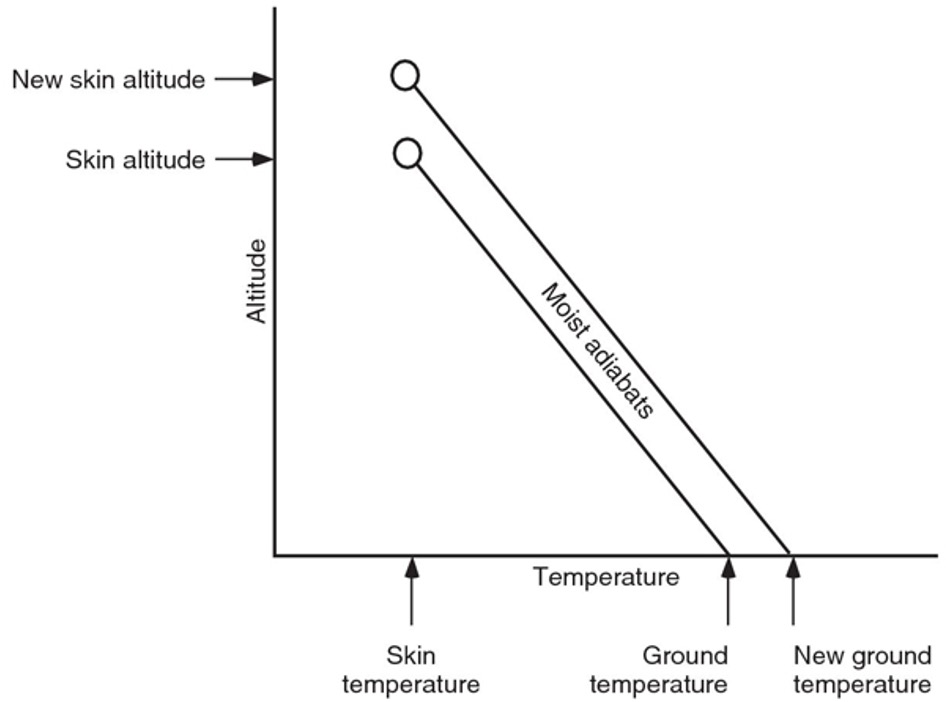 New skin altitude
Skin altitude
Altitude
Moist adiabats
Temperature
Skin
temperature
Ground
temperature
New ground
temperature